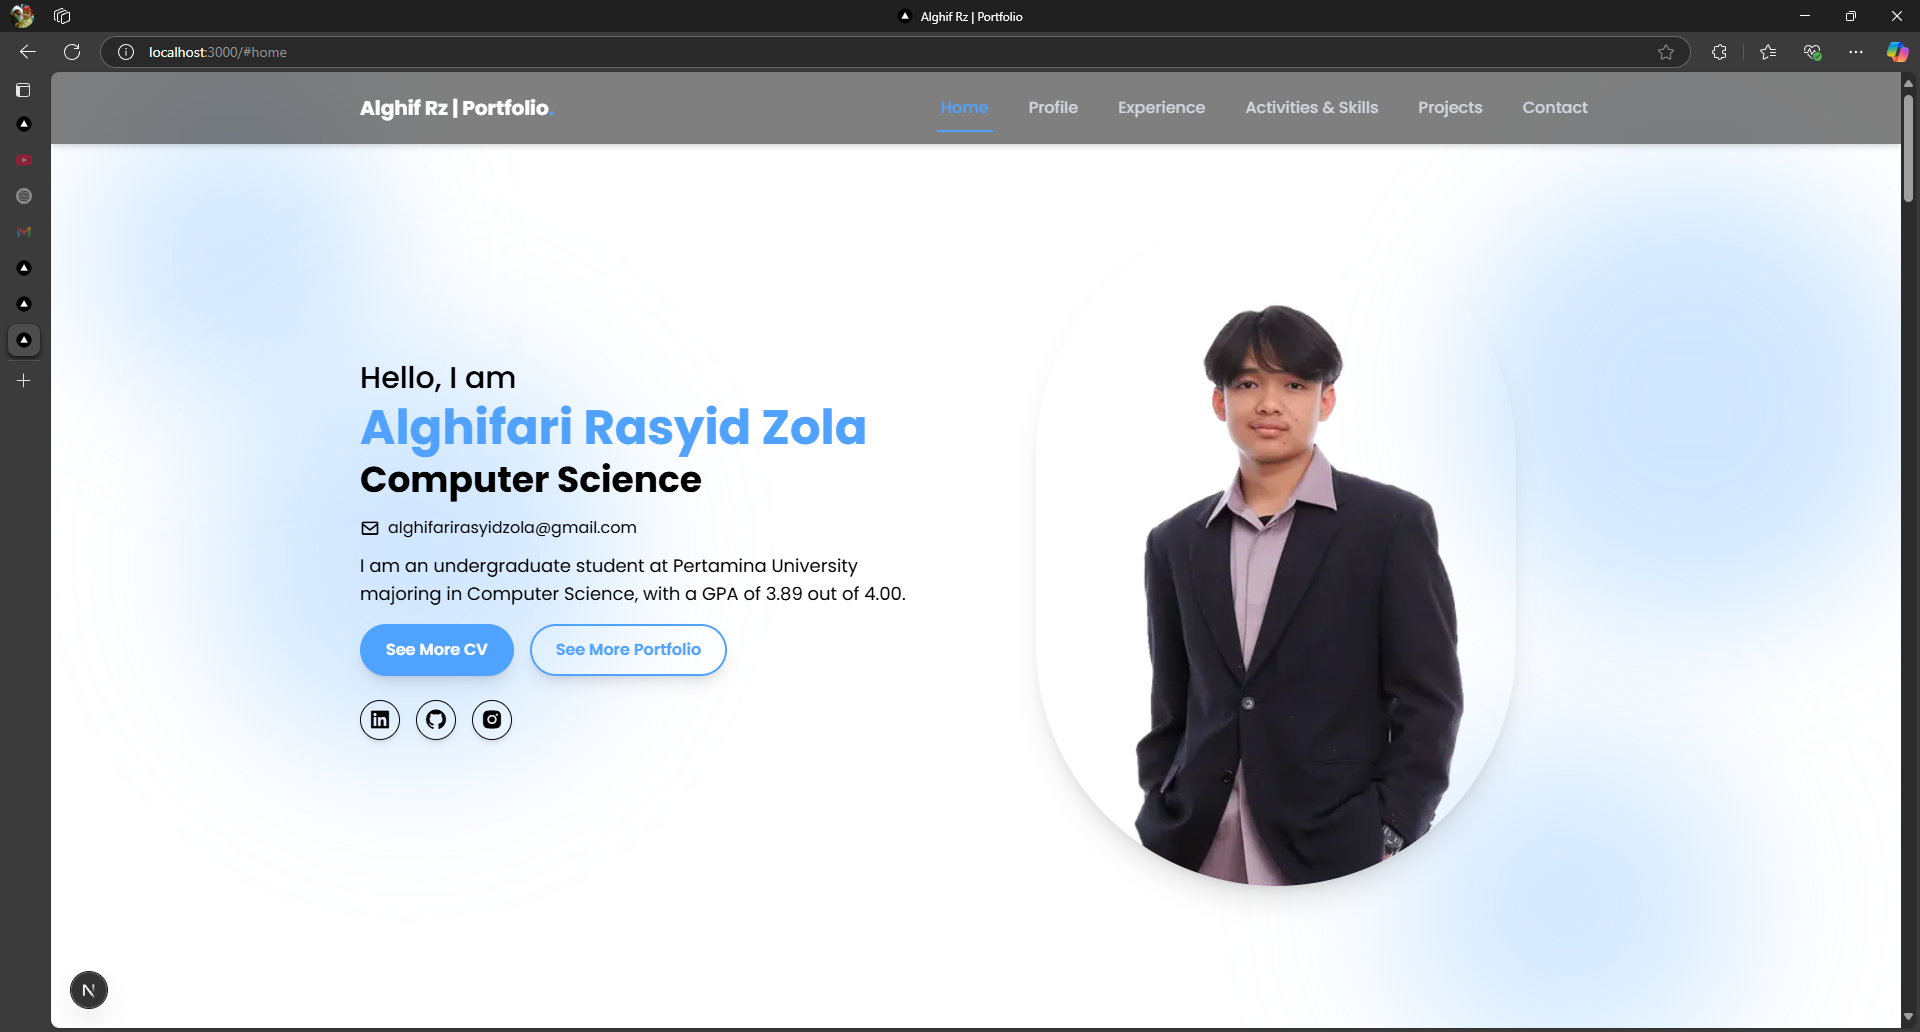 Alghif Rz | Portfolio
localhost:3000/#home
Alghif Rz | Portfolio.
Home Profile Experience Activities & Skills Projects Contact
Hello, I am
Alghifari Rasyid Zola
Computer Science
alghifarirasyidzola@gmail.com
I am an undergraduate student at Pertamina University
majoring in Computer Science, with a GPA of 3.89 out of 4.00.
See More CV
See More Portfolio
in
N